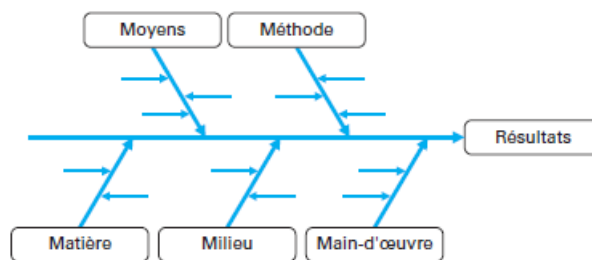 Moyens
Méthode
Résultats
Matière
Milieu
Main-d'œuvre